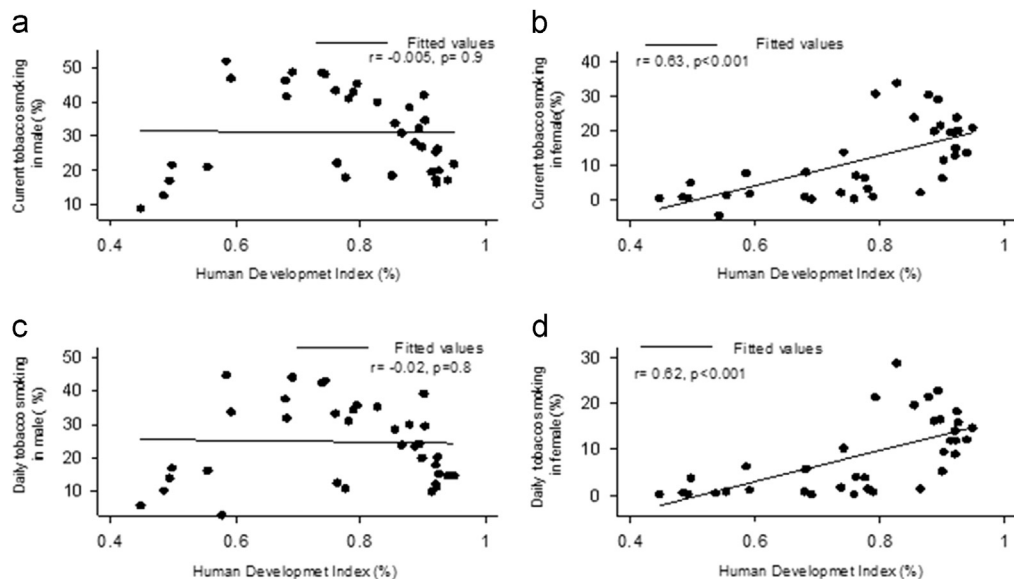 a
Fitted values
r= -0.005, p= 0.9
50
40
30
20
10
Current tobacco smoking
in male (%)
0.4 0.6 0.8 1
Human Developmet Index (%)
b
Fitted values
r= 0.63, p<0.001
40
30
20
10
0
Current tobacco smoking
in female(%)
0.4 0.6 0.8 1
Human Developmet Index (%)
c
Fitted values
r= -0.02, p=0.8
50
40
30
20
10
Daily tobacco smoking
in male (%)
0.4 0.6 0.8 1
Human Developmet Index (%)
d
Fitted values
r= 0.62, p<0.001
30
20
10
0
Daily tobacco smoking
in female (%)
0.4 0.6 0.8 1
Human Developmet Index (%)